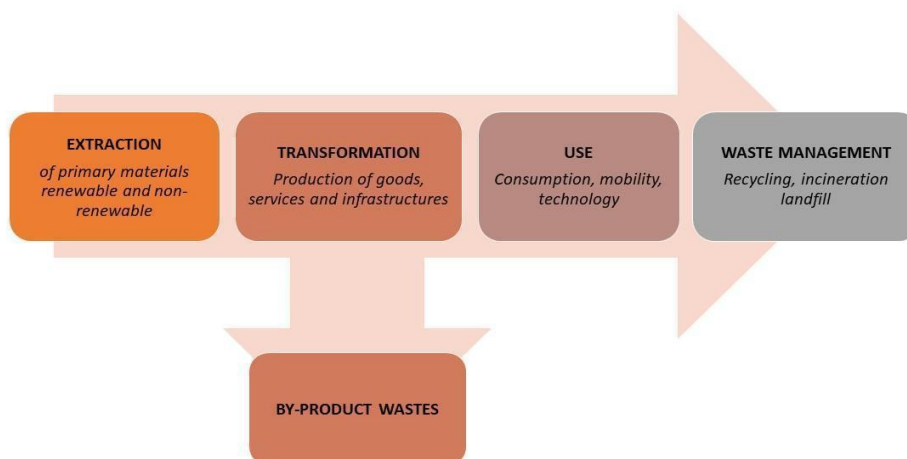 EXTRACTION
of primary materials
renewable and non-
renewable
TRANSFORMATION
Production of goods,
services and infrastructures
USE
Consumption, mobility,
technology
WASTE MANAGEMENT
Recycling, incineration
landfill
BY-PRODUCT WASTES